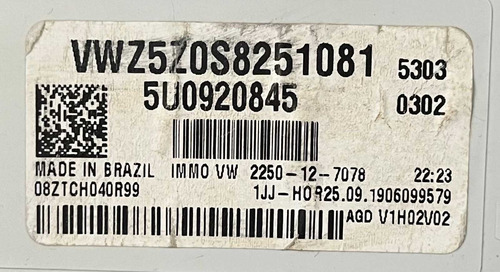 VWZ5Z0S8251081 5303
5U0920845 0302
MADE IN BRAZIL IMMO VW 2250-12-7078 22:23
08ZTCH040R99 1JJ-HOR25.09.1906099579
AGD V1H02V02